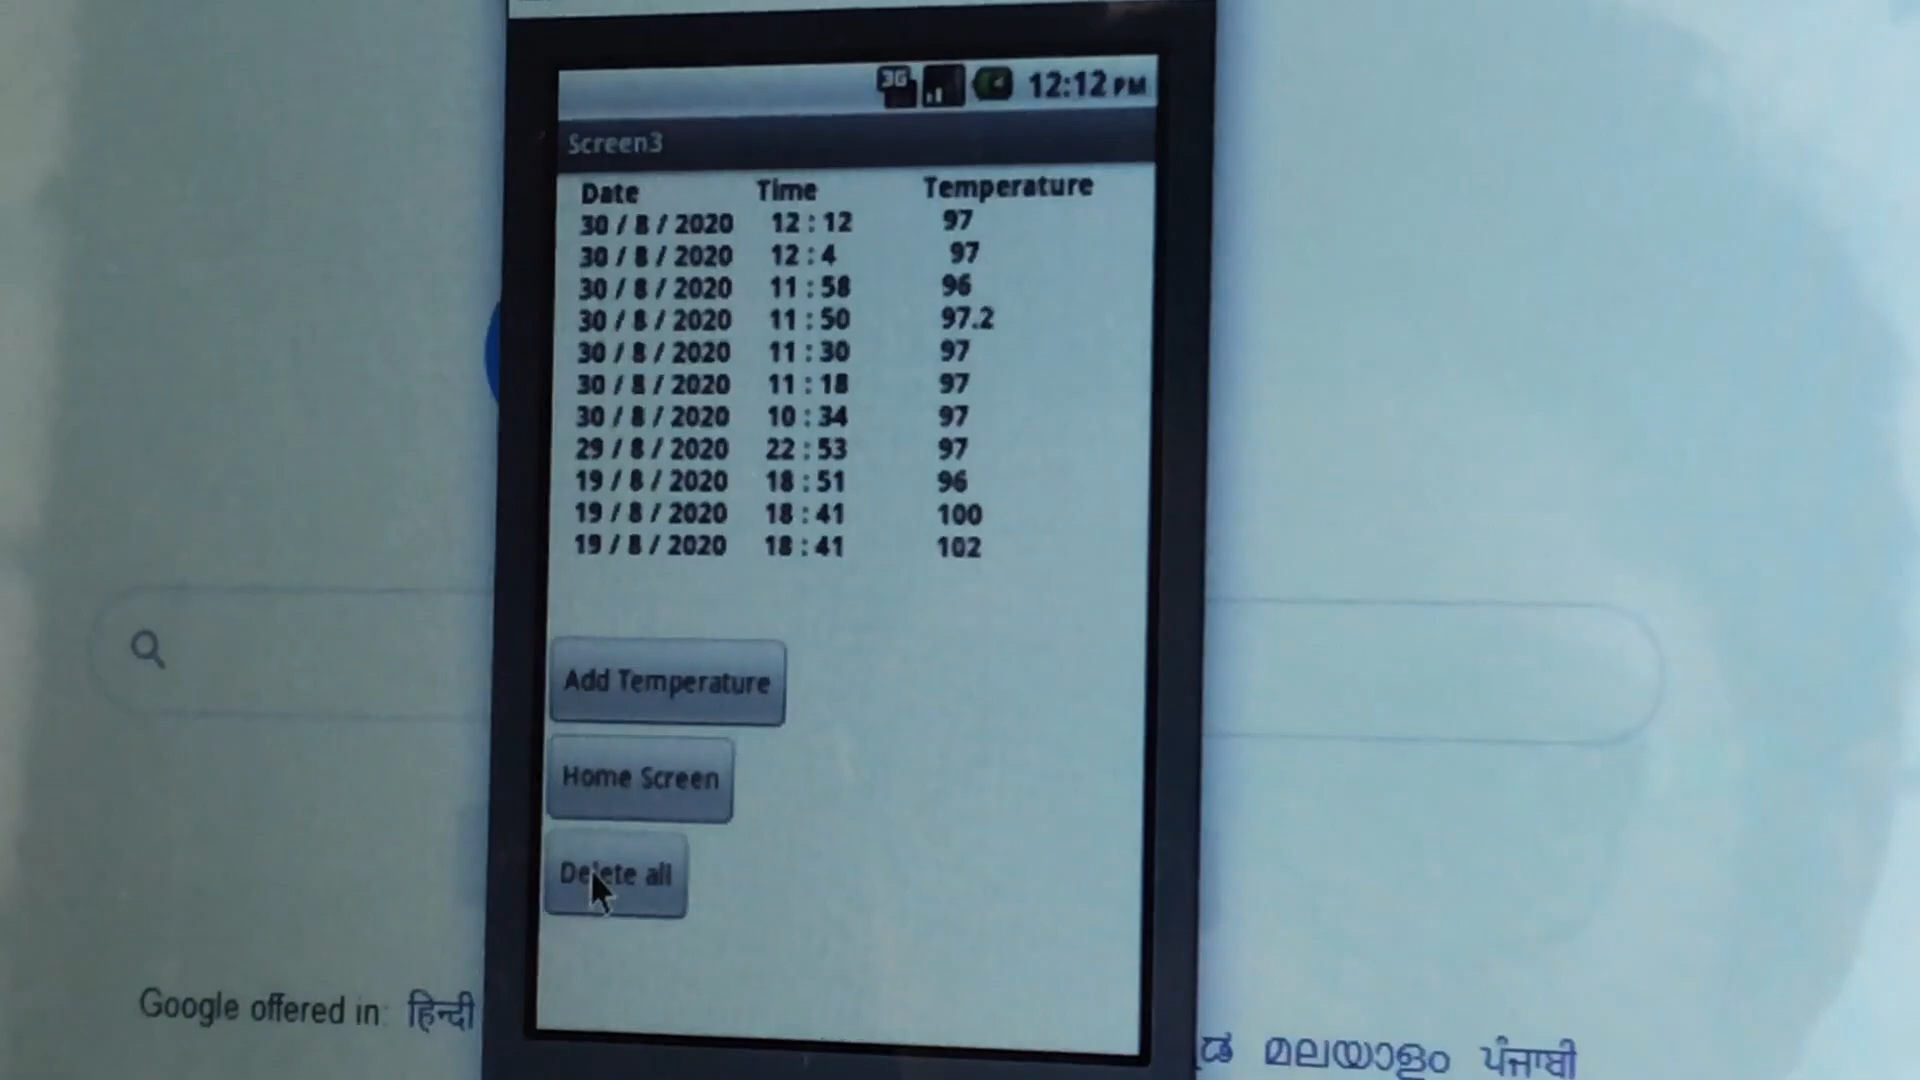 3G 12:12 PM
Screen3
Date Time Temperature
30 / 8 / 2020 12 : 12 97
30 / 8 / 2020 12 : 4 97
30 / 8 / 2020 11 : 58 96
30 / 8 / 2020 11 : 50 97.2
30 / 8 / 2020 11 : 30 97
30 / 8 / 2020 11 : 18 97
30 / 8 / 2020 10 : 34 97
29 / 8 / 2020 22 : 53 97
19 / 8 / 2020 18 : 51 96
19 / 8 / 2020 18 : 41 100
19 / 8 / 2020 18 : 41 102
Add Temperature
Home Screen
Delete all
Google offered in: हिन्दी മലയാളം ਪੰਜਾਬੀ